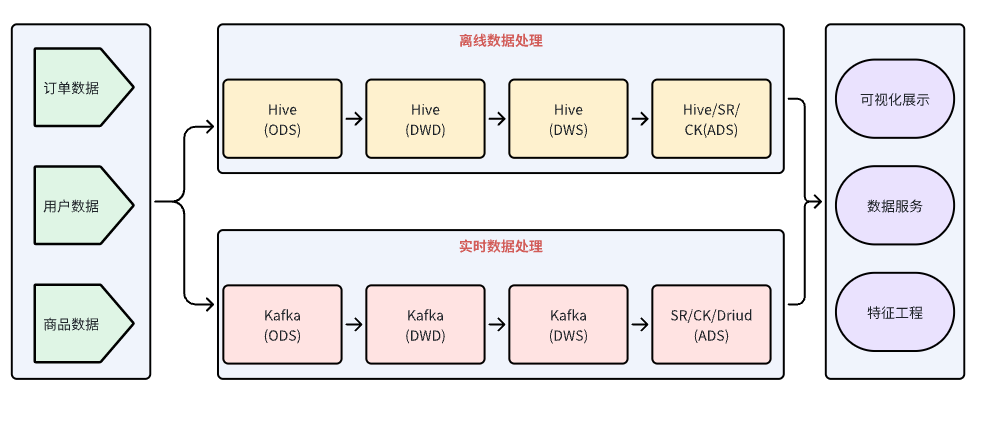 订单数据
用户数据
商品数据
离线数据处理
Hive
(ODS)
Hive
(DWD)
Hive
(DWS)
Hive/SR/
CK(ADS)
实时数据处理
Kafka
(ODS)
Kafka
(DWD)
Kafka
(DWS)
SR/CK/Driud
(ADS)
可视化展示
数据服务
特征工程